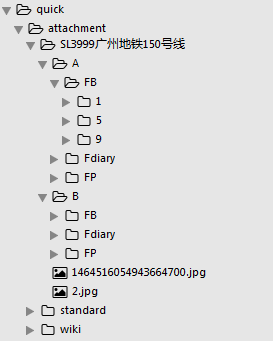 quick
attachment
SL3999广州地铁150号线
A
FB
1
5
9
Fdiary
FP
B
FB
Fdiary
FP
1464516054943664700.jpg
2.jpg
standard
wiki